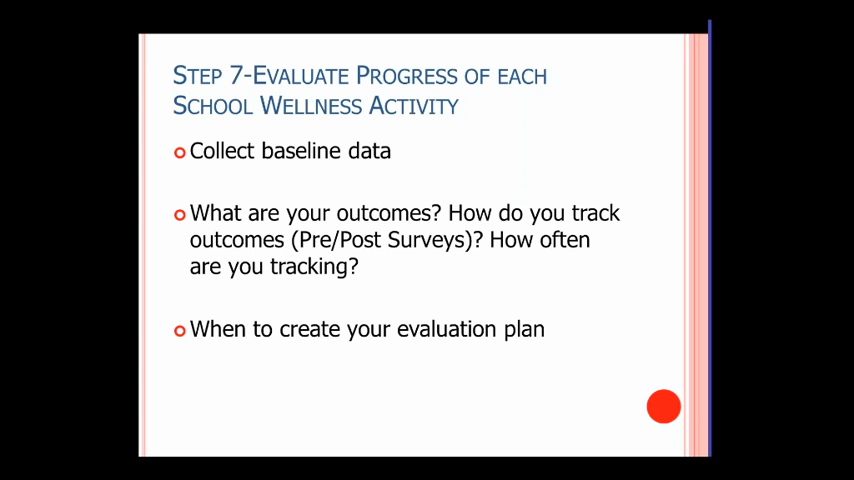 STEP 7-EVALUATE PROGRESS OF EACH
SCHOOL WELLNESS ACTIVITY
Collect baseline data
What are your outcomes? How do you track
outcomes (Pre/Post Surveys)? How often
are you tracking?
When to create your evaluation plan